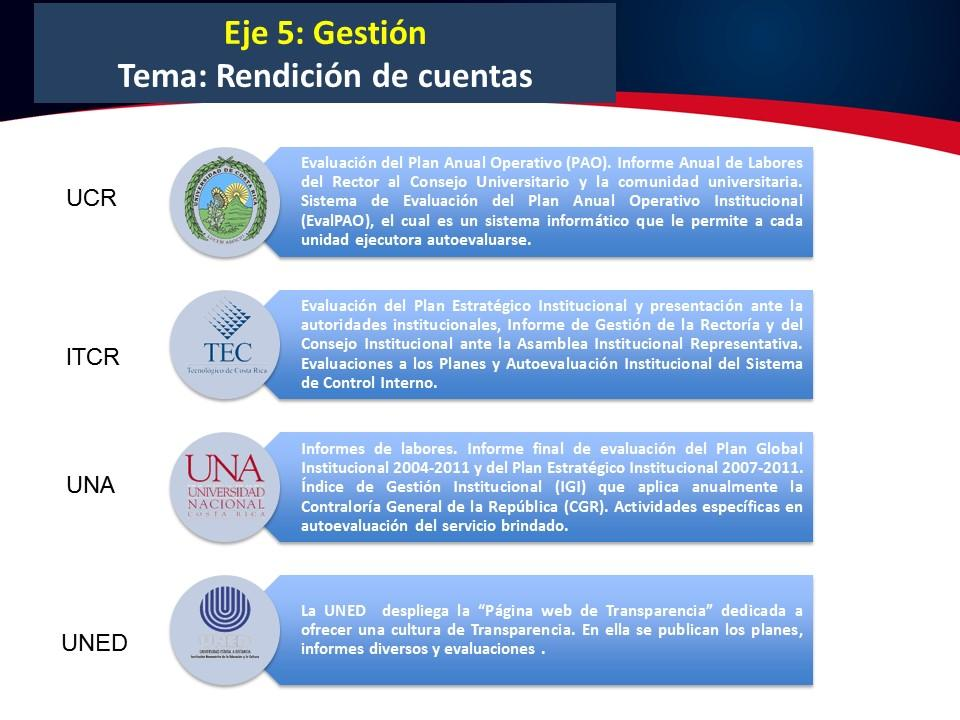 Eje 5: Gestión
Tema: Rendición de cuentas
UCR
UNIVERSIDAD DE COSTA RICA
Evaluación del Plan Anual Operativo (PAO). Informe Anual de Labores
del Rector al Consejo Universitario y la comunidad universitaria.
Sistema de Evaluación del Plan Anual Operativo Institucional
(EvalPAO), el cual es un sistema informático que le permite a cada
unidad ejecutora autoevaluarse.
ITCR
TEC
Tecnológico de Costa Rica
Evaluación del Plan Estratégico Institucional y presentación ante la
autoridades institucionales, Informe de Gestión de la Rectoría y del
Consejo Institucional ante la Asamblea Institucional Representativa.
Evaluaciones a los Planes y Autoevaluación Institucional del Sistema
de Control Interno.
UNA
UNA
UNIVERSIDAD
NACIONAL
COSTA RICA
Informes de labores. Informe final de evaluación del Plan Global
Institucional 2004-2011 y del Plan Estratégico Institucional 2007-2011.
Índice de Gestión Institucional (IGI) que aplica anualmente la
Contraloría General de la República (CGR). Actividades específicas en
autoevaluación del servicio brindado.
UNED
UNED
UNIVERSIDAD ESTATAL A DISTANCIA
Institución Benemérita de la Educación y la Cultura
La UNED despliega la “Página web de Transparencia” dedicada a
ofrecer una cultura de Transparencia. En ella se publican los planes,
informes diversos y evaluaciones .